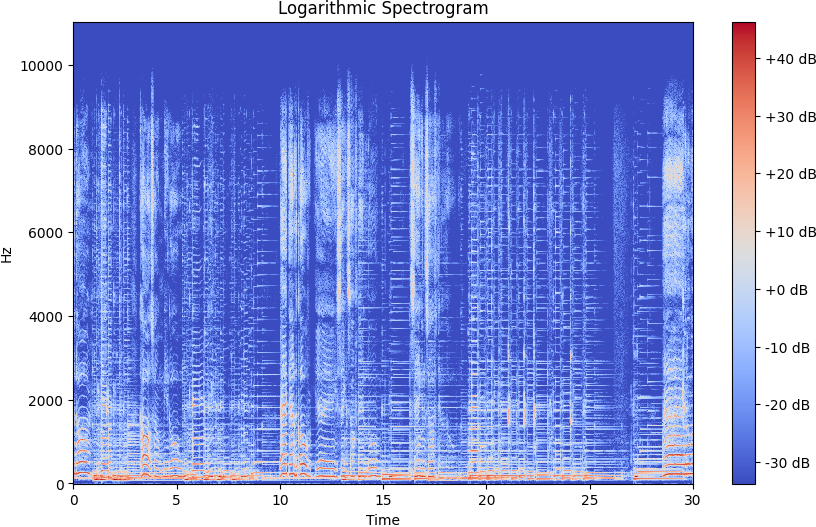 Logarithmic Spectrogram
Hz
10000
8000
6000
4000
2000
0
0 5 10 15 20 25 30
Time
+40 dB
+30 dB
+20 dB
+10 dB
+0 dB
-10 dB
-20 dB
-30 dB